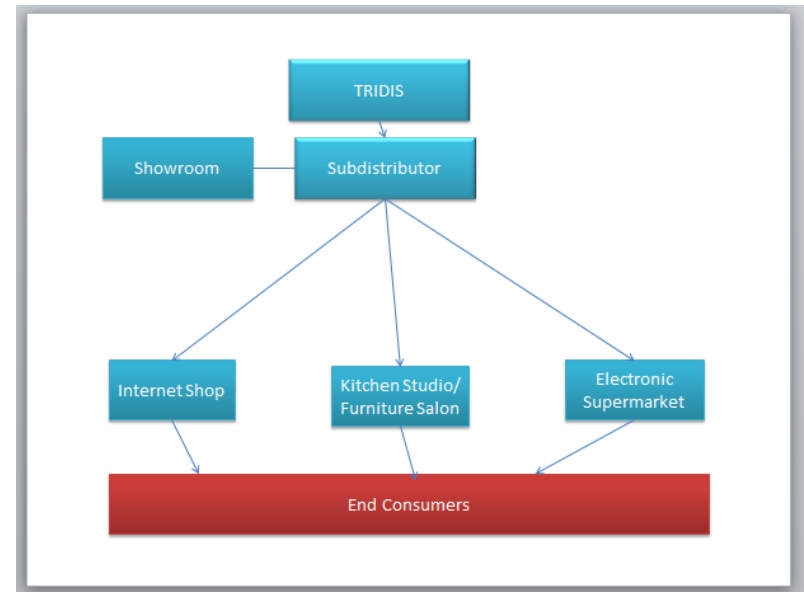 TRIDIS
Showroom
Subdistributor
Internet Shop
Kitchen Studio/
Furniture Salon
Electronic
Supermarket
End Consumers